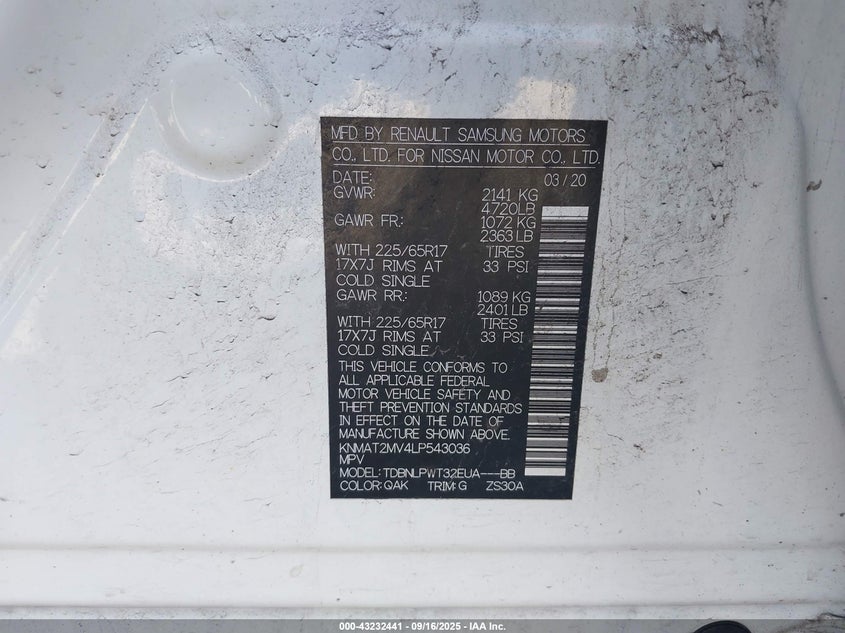 MFD BY RENAULT SAMSUNG MOTORS
CO., LTD. FOR NISSAN MOTOR CO., LTD.
DATE: 03/20
GVWR: 2141 KG
4720LB
GAWR FR: 1072 KG
2363 LB
WITH 225/65R17 TIRES
17X7J RIMS AT 33 PSI
COLD SINGLE
GAWR RR: 1089 KG
2401 LB
WITH 225/65R17 TIRES
17X7J RIMS AT 33 PSI
COLD SINGLE
THIS VEHICLE CONFORMS TO
ALL APPLICABLE FEDERAL
MOTOR VEHICLE SAFETY AND
THEFT PREVENTION STANDARDS
IN EFFECT ON THE DATE OF
MANUFACTURE SHOWN ABOVE.
KNMAT2MV4LP543036
MPV
MODEL: TDBNLPWT32EUA---BB
COLOR: QAK TRIM: G ZS30A
000-43232441 - 09/16/2025 - IAA Inc.